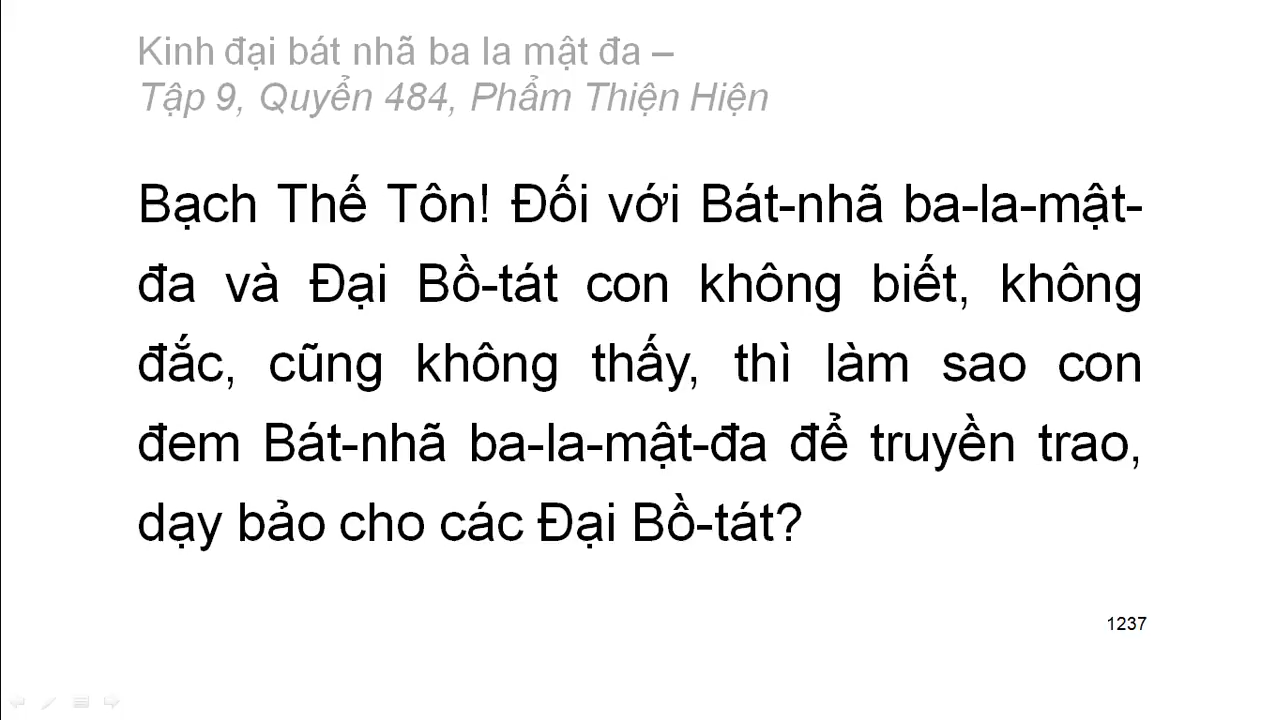 Kinh đại bát nhã ba la mật đa –
Tập 9, Quyển 484, Phẩm Thiện Hiện
Bạch Thế Tôn! Đối với Bát-nhã ba-la-mật-
đa và Đại Bồ-tát con không biết, không
đắc, cũng không thấy, thì làm sao con
đem Bát-nhã ba-la-mật-đa để truyền trao,
dạy bảo cho các Đại Bồ-tát?
1237